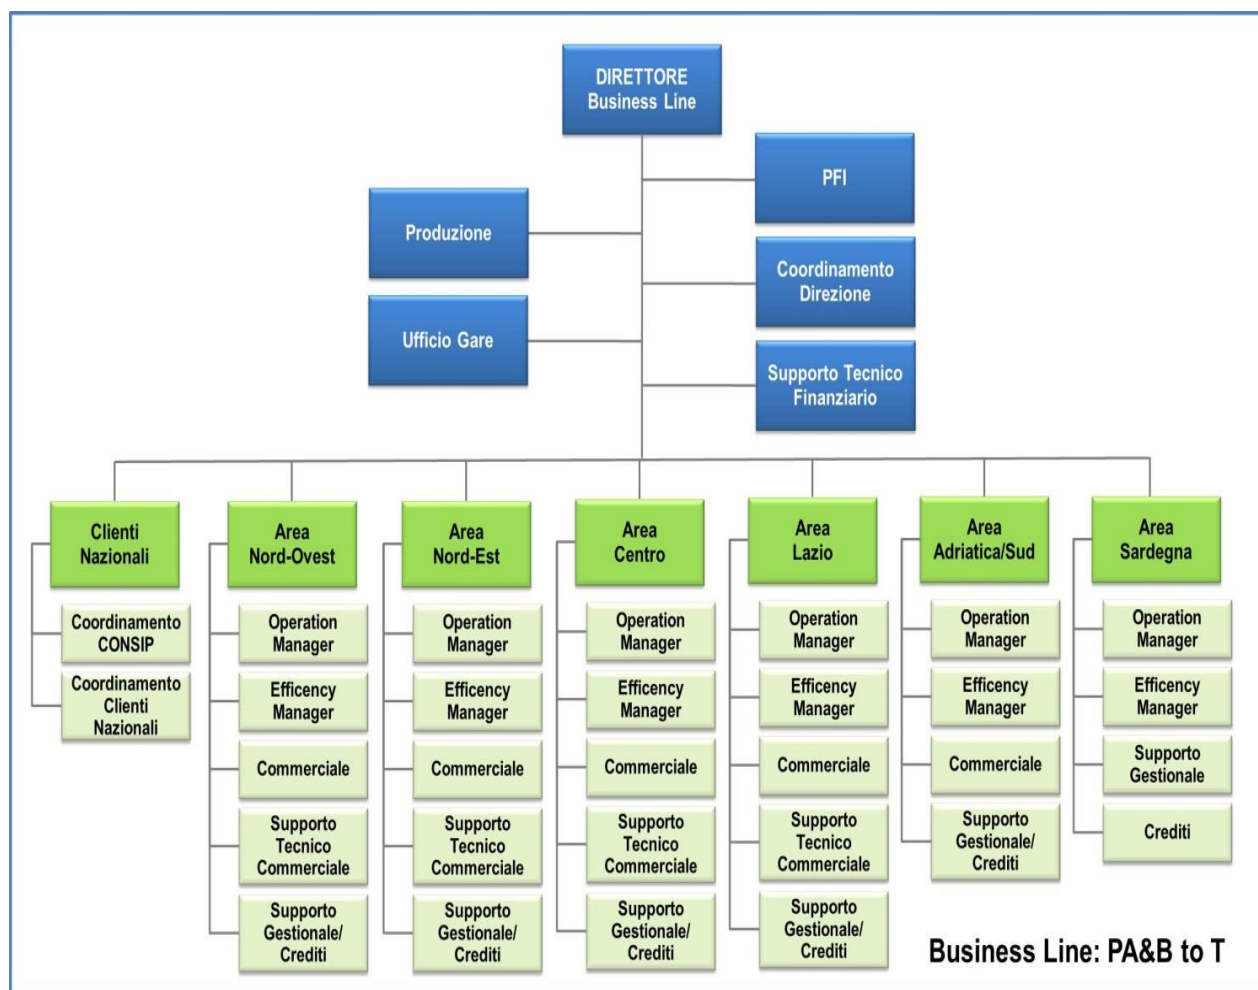 DIRETTORE
Business Line
PFI
Produzione
Coordinamento
Direzione
Ufficio Gare
Supporto Tecnico
Finanziario
Clienti
Nazionali
Coordinamento
CONSIP
Coordinamento
Clienti
Nazionali
Area
Nord-Ovest
Operation
Manager
Efficency
Manager
Commerciale
Supporto
Tecnico
Commerciale
Supporto
Gestionale/
Crediti
Area
Nord-Est
Operation
Manager
Efficency
Manager
Commerciale
Supporto
Tecnico
Commerciale
Supporto
Gestionale/
Crediti
Area
Centro
Operation
Manager
Efficency
Manager
Commerciale
Supporto
Tecnico
Commerciale
Supporto
Gestionale/
Crediti
Area
Lazio
Operation
Manager
Efficency
Manager
Commerciale
Supporto
Tecnico
Commerciale
Supporto
Gestionale/
Crediti
Area
Adriatica/Sud
Operation
Manager
Efficency
Manager
Commerciale
Supporto
Gestionale/
Crediti
Area
Sardegna
Operation
Manager
Efficency
Manager
Supporto
Gestionale
Crediti
Business Line: PA&B to T